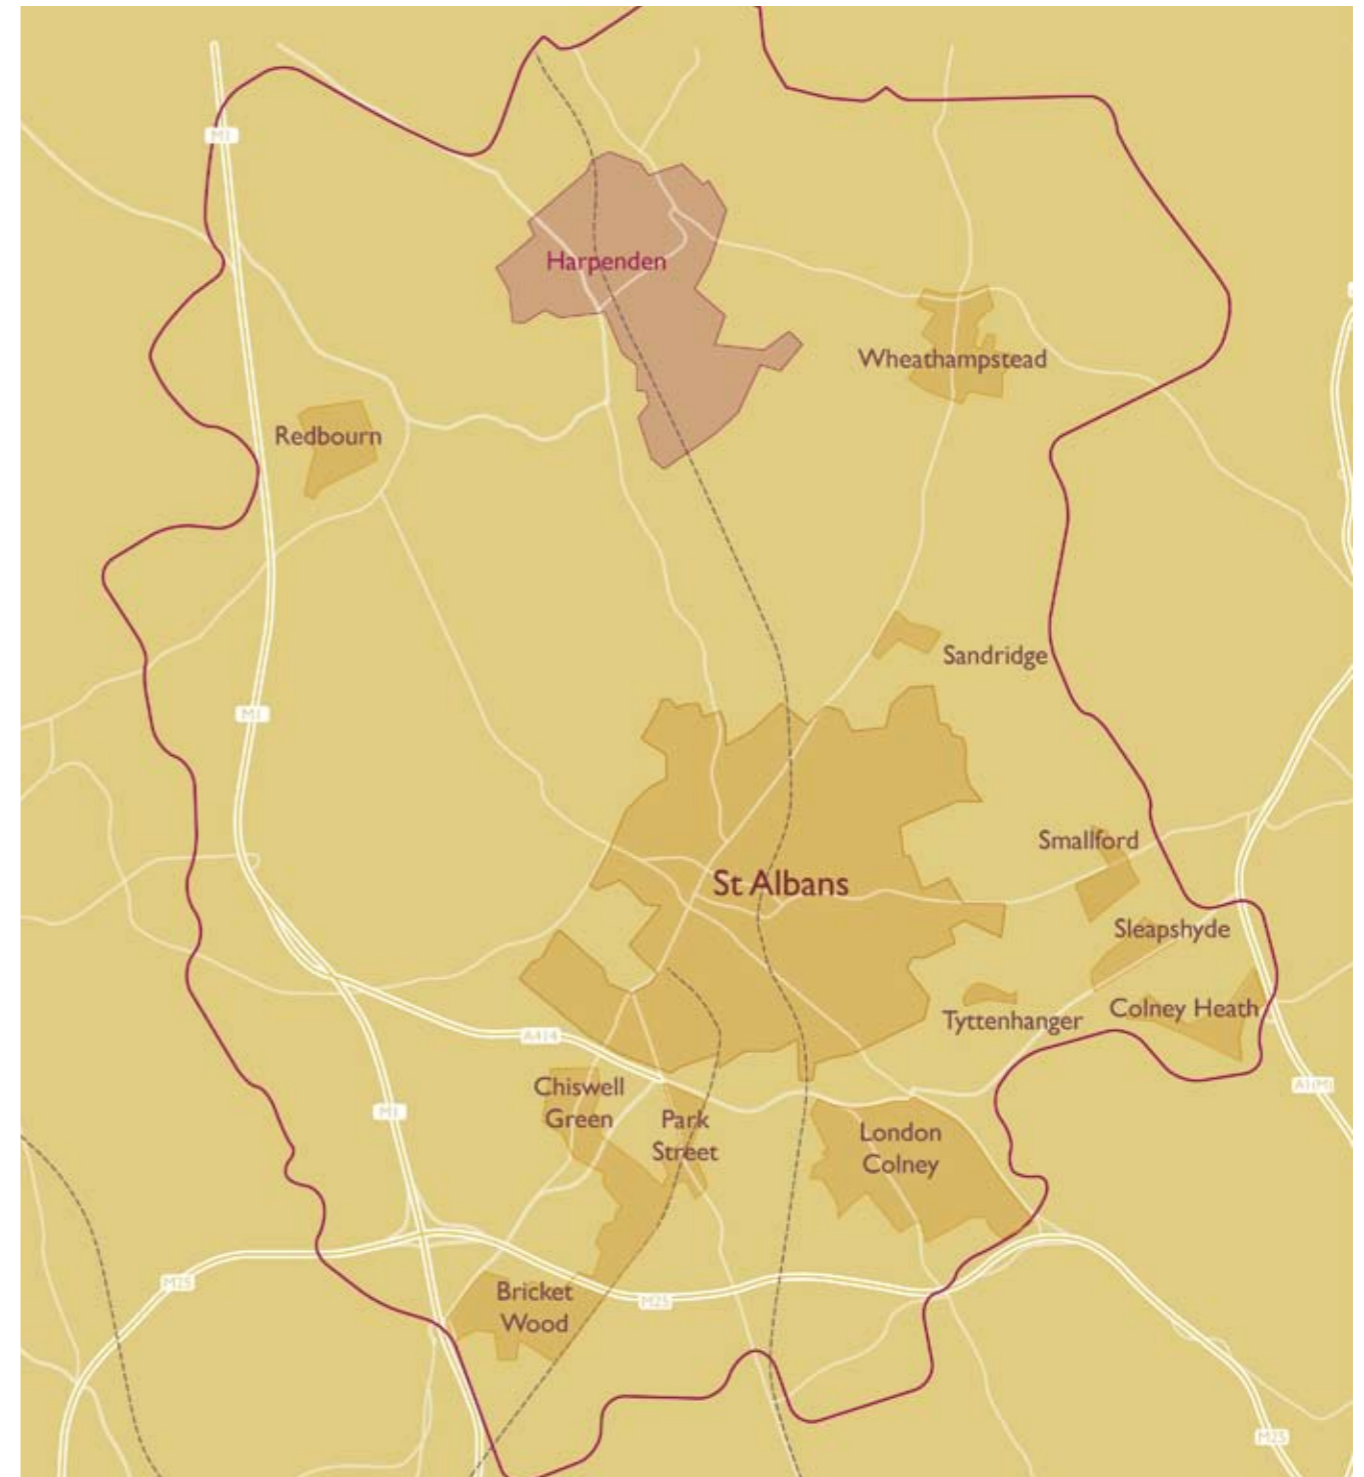 M1
Harpenden
Wheathampstead
Redbourn
Sandridge
M1
Smallford
St Albans
Sleapshyde
Colney Heath
Tyttenhanger
A414
Chiswell
Green
A1(M)
M1
Park
Street
London
Colney
M25
Bricket
Wood
M25
M25